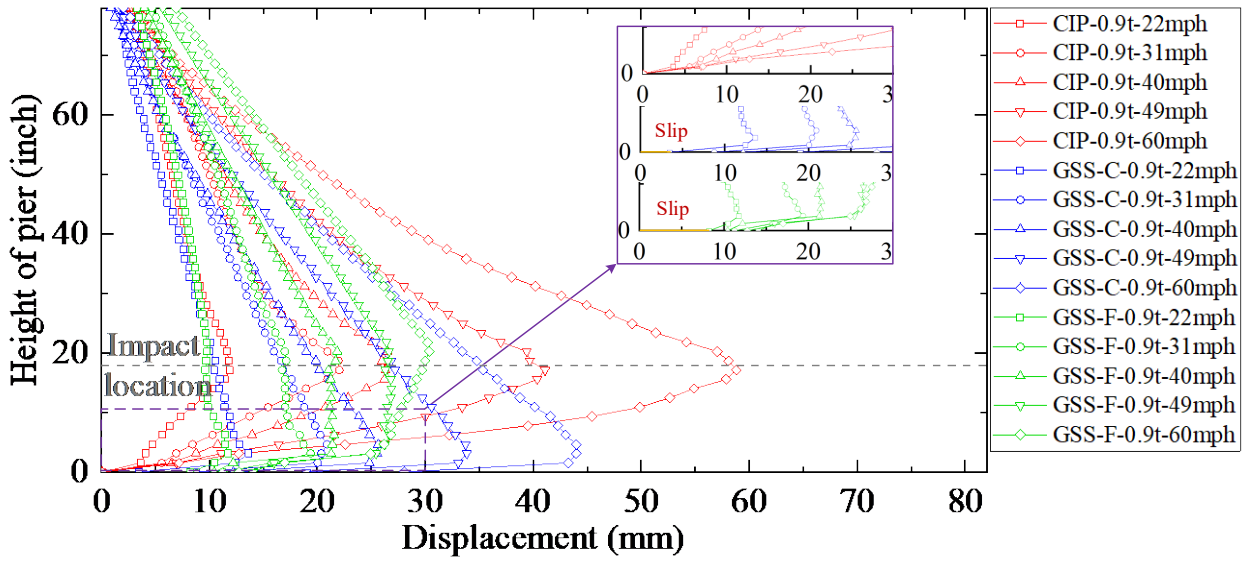 Height of pier (inch)
60
40
20
0
0
10
20
30
40
50
60
70
80
Displacement (mm)
Impact
location
0
0
10
20
3
Slip
0
10
20
3
Slip
0
10
20
3
CIP-0.9t-22mph
CIP-0.9t-31mph
CIP-0.9t-40mph
CIP-0.9t-49mph
CIP-0.9t-60mph
GSS-C-0.9t-22mph
GSS-C-0.9t-31mph
GSS-C-0.9t-40mph
GSS-C-0.9t-49mph
GSS-C-0.9t-60mph
GSS-F-0.9t-22mph
GSS-F-0.9t-31mph
GSS-F-0.9t-40mph
GSS-F-0.9t-49mph
GSS-F-0.9t-60mph